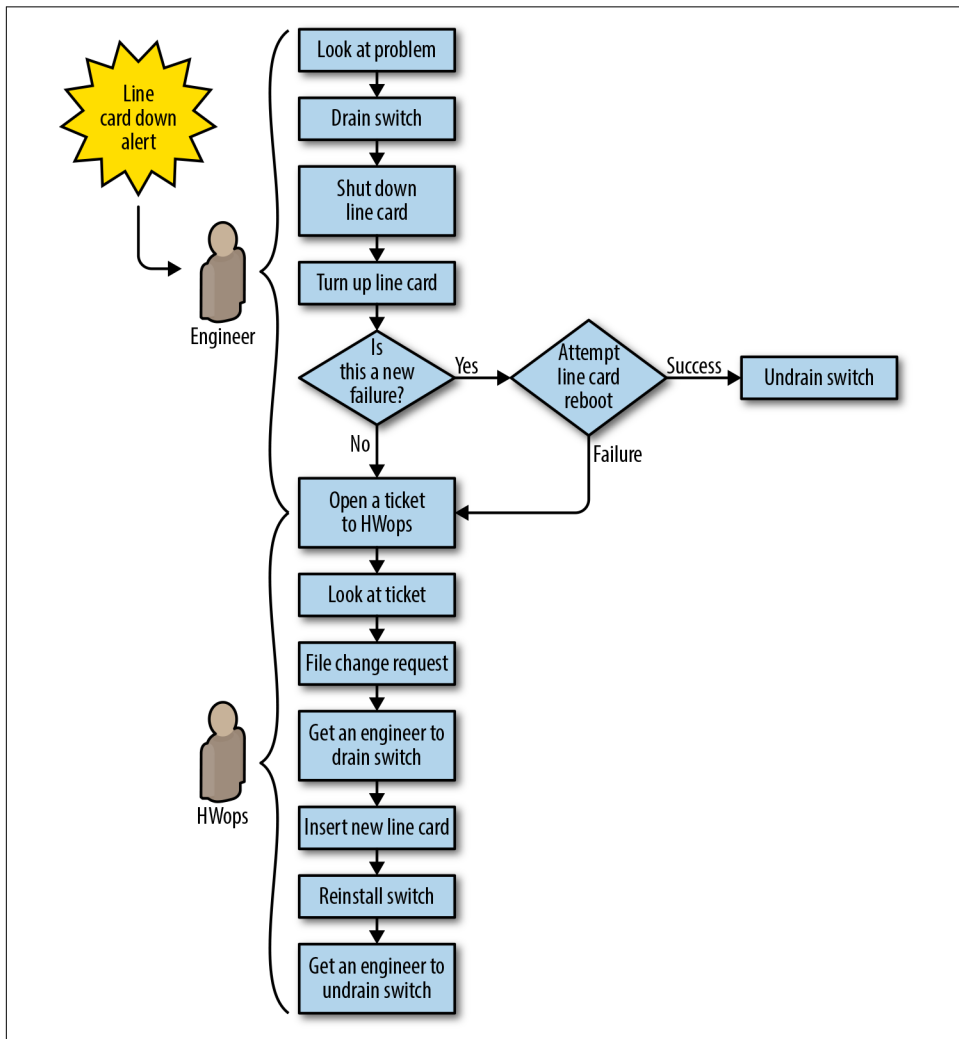 Line
card down
alert
Engineer
Look at problem
Drain switch
Shut down
line card
Turn up line card
Is
this a new
failure?
Yes
Attempt
line card
reboot
Success
Undrain switch
No
Failure
Open a ticket
to HWops
Look at ticket
File change request
Get an engineer to
drain switch
HWops
Insert new line card
Reinstall switch
Get an engineer to
undrain switch